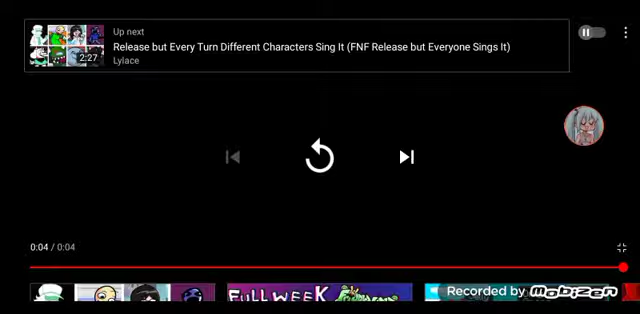 Up next
Release but Every Turn Different Characters Sing It (FNF Release but Everyone Sings It)
2:27
Lylace
0:04 / 0:04
FULL WEEK
Recorded by Mobizen